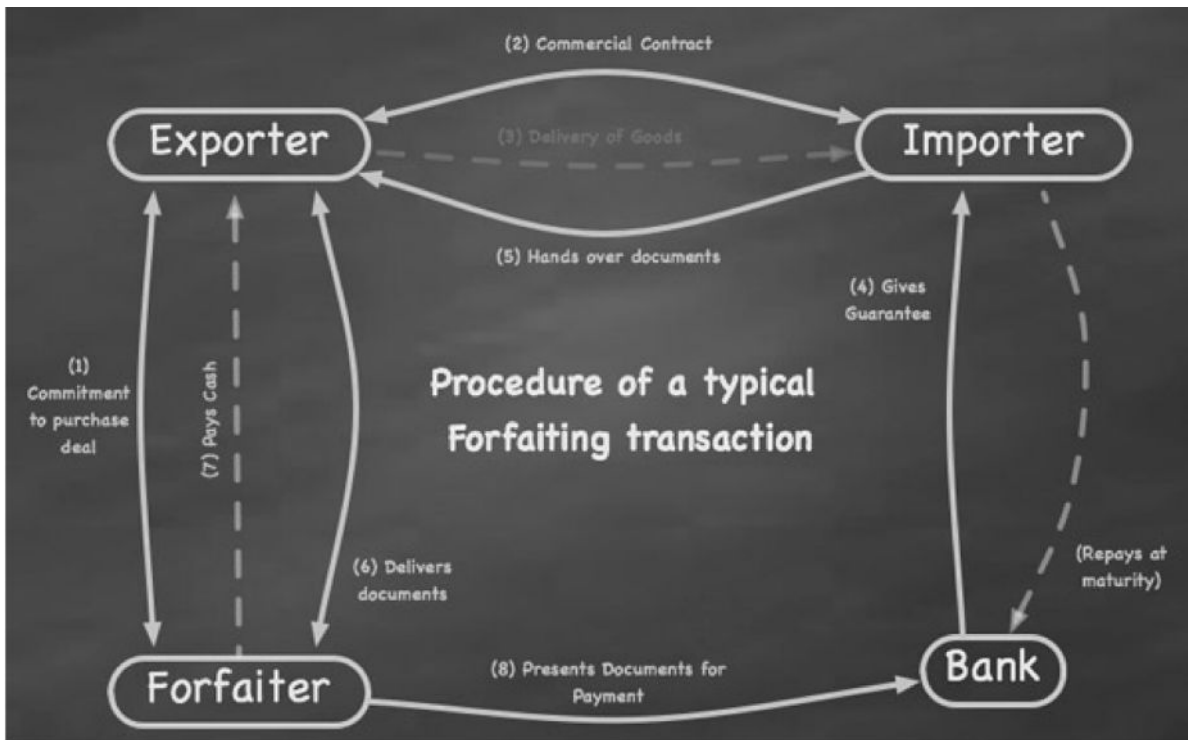 (2) Commercial Contract
Exporter
Importer
(3) Delivery of Goods
(5) Hands over documents
(4) Gives
Guarantee
(1)
Commitment
to purchase
deal
(7) Pays Cash
Procedure of a typical
Forfaiting transaction
(6) Delivers
documents
(Repays at
maturity)
Forfaiter
(8) Presents Documents for
Payment
Bank